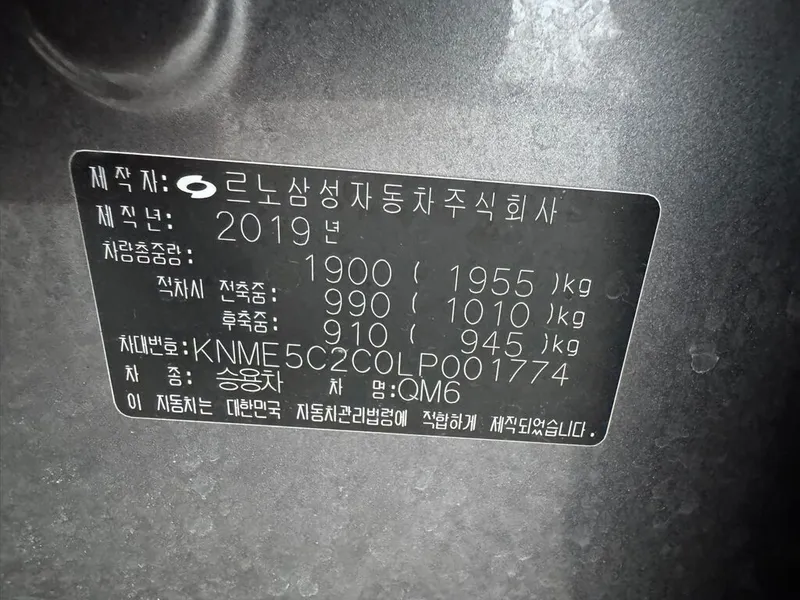 제작자: 르노삼성자동차주식회사
제작년: 2019년
차량총중량: 1900 ( 1955 )kg
적차시 전축중: 990 ( 1010 )kg
후축중: 910 ( 945 )kg
차대번호: KNME5C2C0LP001774
차 종: 승용차 차 명: QM6
이 자동차는 대한민국 자동차관리법령에 적합하게 제작되었습니다.